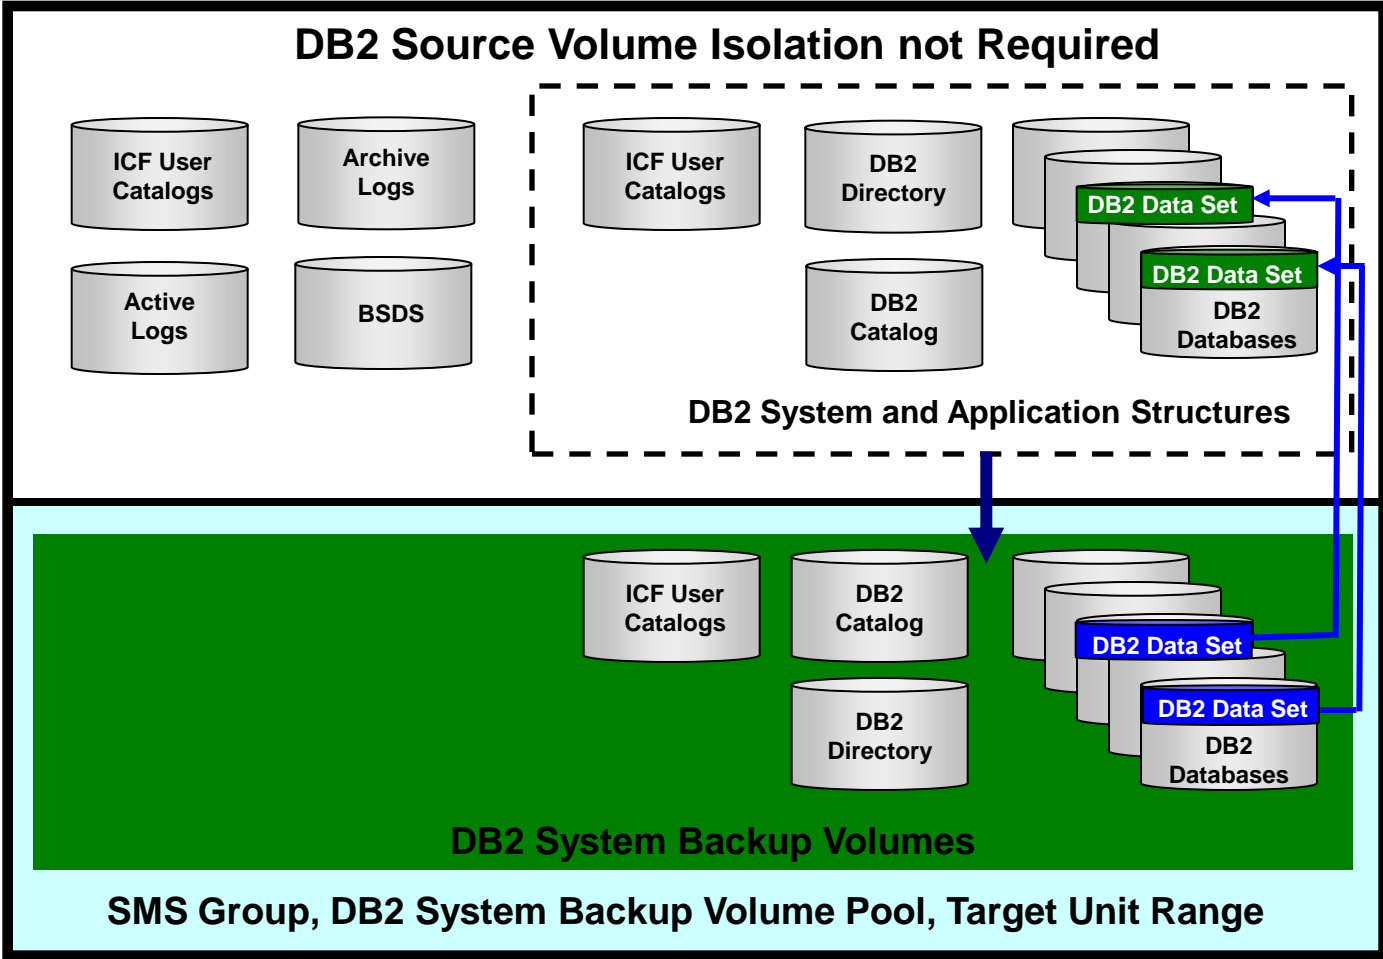 DB2 Source Volume Isolation not Required
ICF User
Catalogs
Archive
Logs
ICF User
Catalogs
DB2
Directory
DB2 Data Set
Active
Logs
BSDS
DB2
Catalog
DB2 Data Set
DB2
Databases
DB2 System and Application Structures
ICF User
Catalogs
DB2
Catalog
DB2 Data Set
DB2
Directory
DB2 Data Set
DB2
Databases
DB2 System Backup Volumes
SMS Group, DB2 System Backup Volume Pool, Target Unit Range